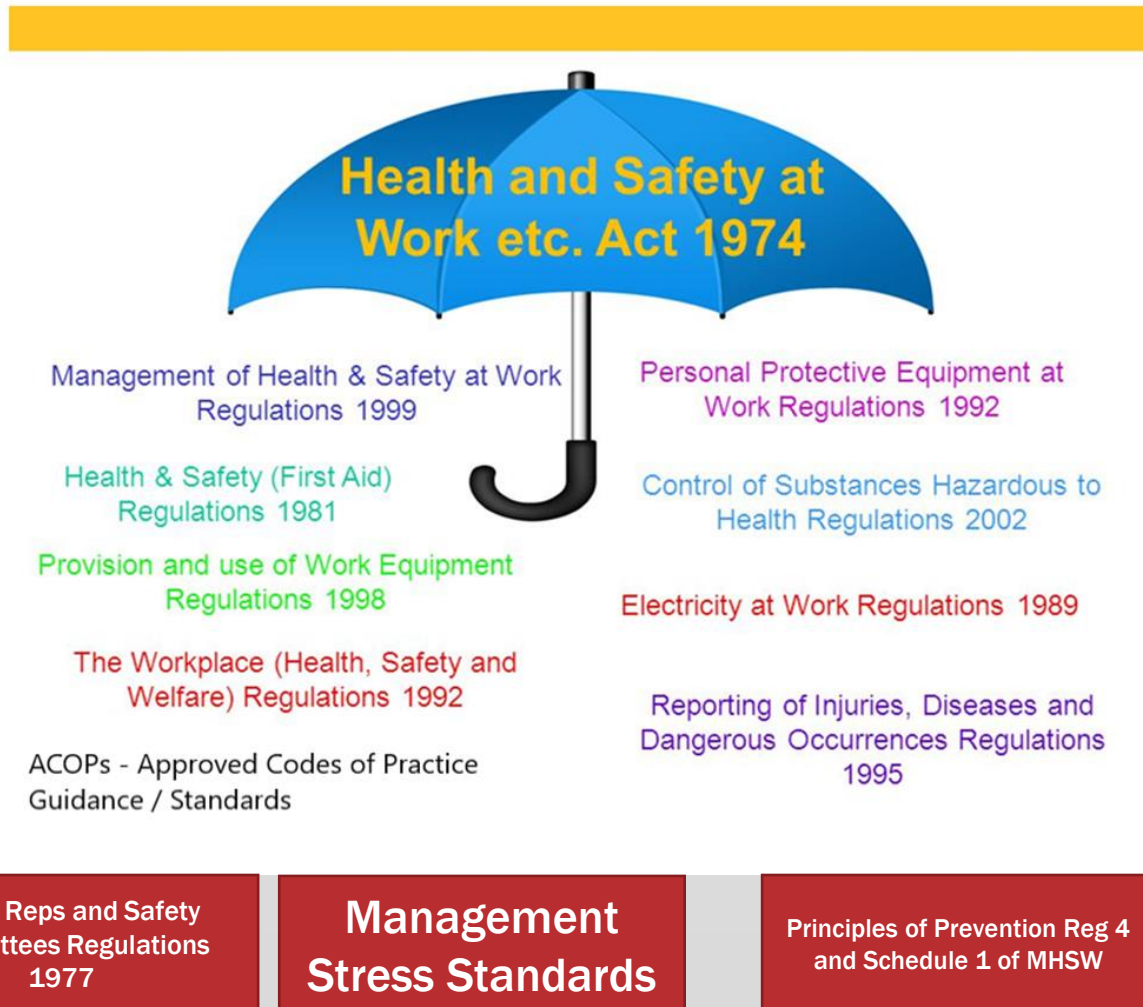 Health and Safety at
Work etc. Act 1974
Management of Health & Safety at Work
Regulations 1999
Health & Safety (First Aid)
Regulations 1981
Provision and use of Work Equipment
Regulations 1998
The Workplace (Health, Safety and
Welfare) Regulations 1992
ACOPs - Approved Codes of Practice
Guidance / Standards
Personal Protective Equipment at
Work Regulations 1992
Control of Substances Hazardous to
Health Regulations 2002
Electricity at Work Regulations 1989
Reporting of Injuries, Diseases and
Dangerous Occurrences Regulations
1995
Reps and Safety
ttees Regulations
1977
Management
Stress Standards
Principles of Prevention Reg 4
and Schedule 1 of MHSW